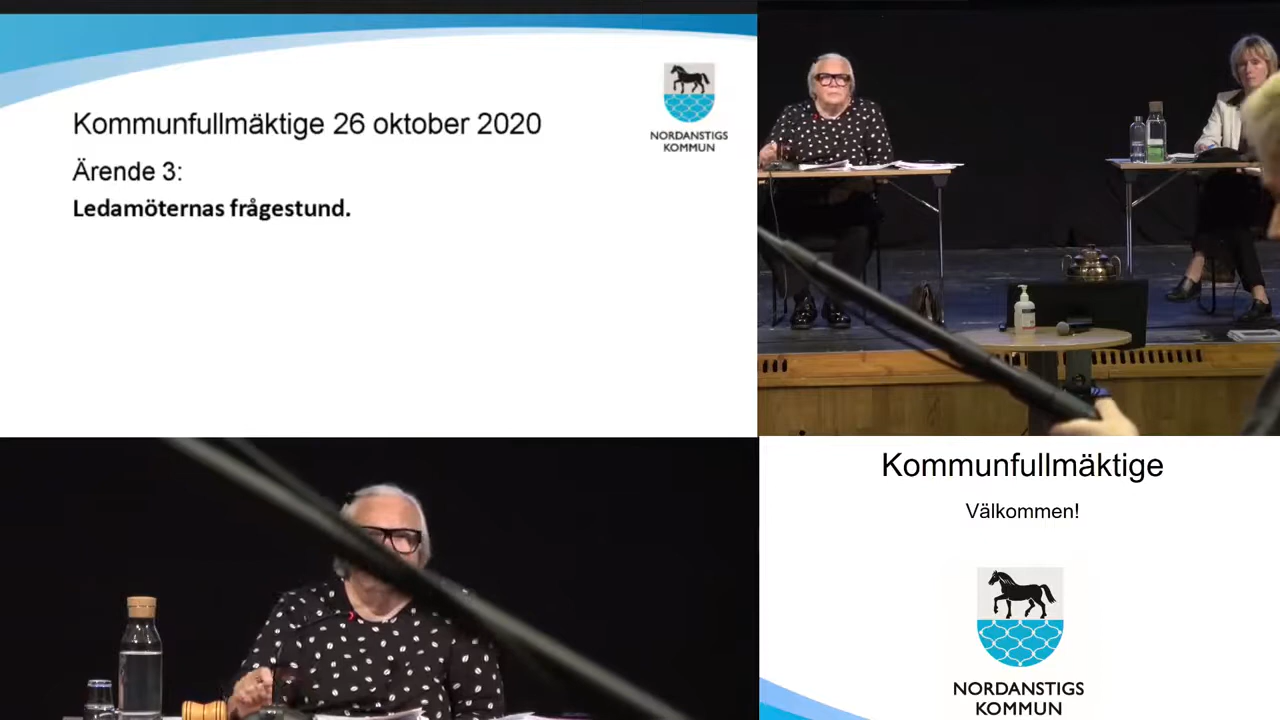 Kommunfullmäktige 26 oktober 2020
Ärende 3:
Ledamöternas frågestund.
NORDANSTIGS
KOMMUN
Kommunfullmäktige
Välkommen!
NORDANSTIGS
KOMMUN